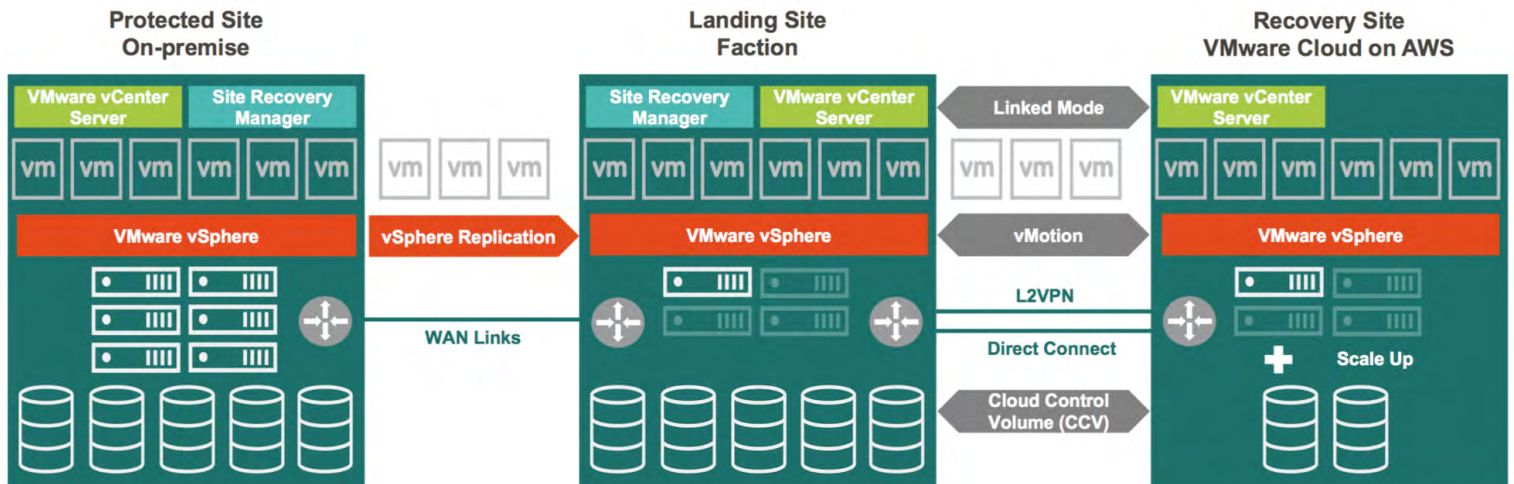 Protected Site
On-premise
Landing Site
Faction
Recovery Site
VMware Cloud on AWS
VMware vCenter
Server
Site Recovery
Manager
Site Recovery
Manager
VMware vCenter
Server
Linked Mode
VMware vCenter
Server
vm vm vm vm vm vm
vm vm vm
vm vm vm vm vm vm
vm vm vm
vm vm vm vm vm vm
VMware vSphere
vSphere Replication
VMware vSphere
vMotion
VMware vSphere
WAN Links
L2VPN
Direct Connect
Scale Up
Cloud Control
Volume (CCV)